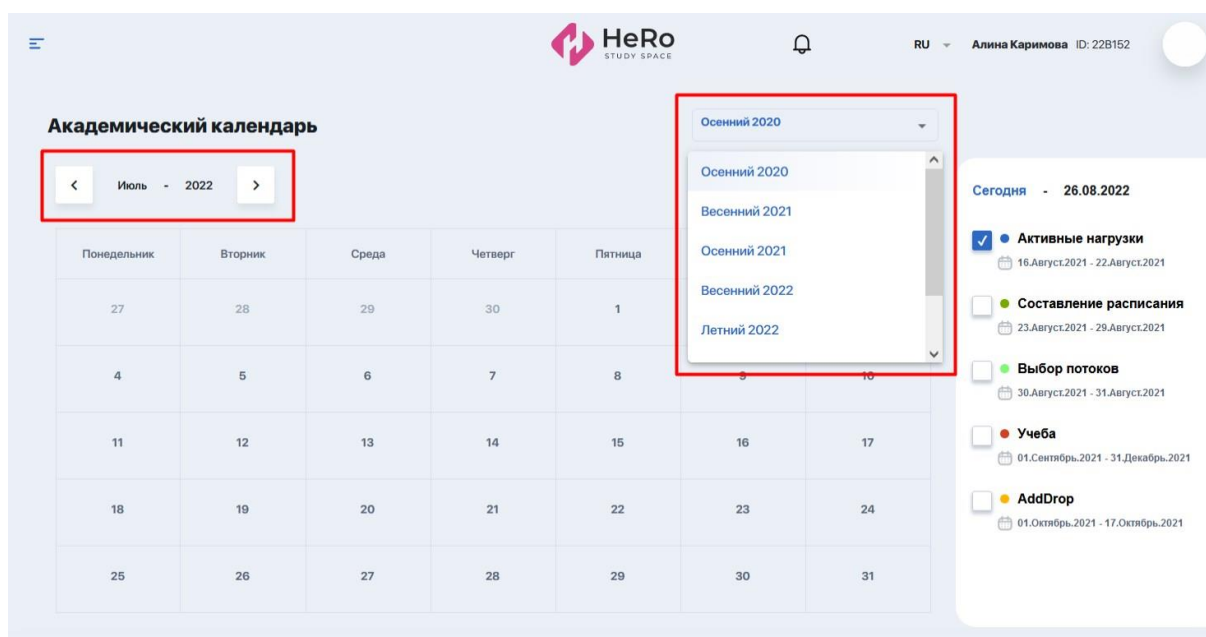 HeRo
STUDY SPACE
RU
Алина Каримова ID: 22B152
Академический календарь
Июль - 2022
Осенний 2020
Осенний 2020
Весенний 2021
Осенний 2021
Весенний 2022
Летний 2022
Понедельник Вторник Среда Четверг Пятница
27 28 29 30 1
4 5 6 7 8 9 10
11 12 13 14 15 16 17
18 19 20 21 22 23 24
25 26 27 28 29 30 31
Сегодня - 26.08.2022
Активные нагрузки
16.Август.2021 - 22.Август.2021
Составление расписания
23.Август.2021 - 29.Август.2021
Выбор потоков
30.Август.2021 - 31.Август.2021
Учеба
01.Сентябрь.2021 - 31.Декабрь.2021
AddDrop
01.Октябрь.2021 - 17.Октябрь.2021